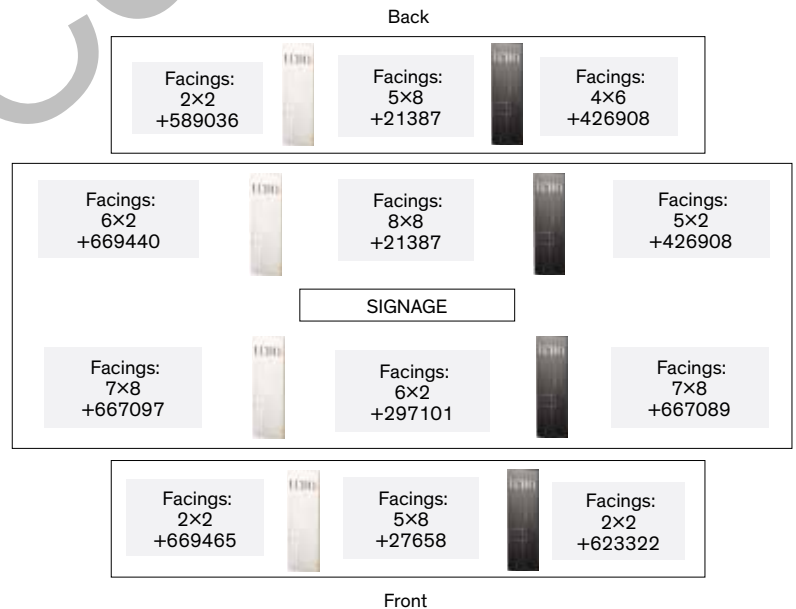 Back
Facings:
2×2
+589036
Facings:
5×8
+21387
Facings:
4×6
+426908
Facings:
6×2
+669440
Facings:
8×8
+21387
Facings:
5×2
+426908
SIGNAGE
Facings:
7×8
+667097
Facings:
6×2
+297101
Facings:
7×8
+667089
Facings:
2×2
+669465
Facings:
5×8
+27658
Facings:
2×2
+623322
Front